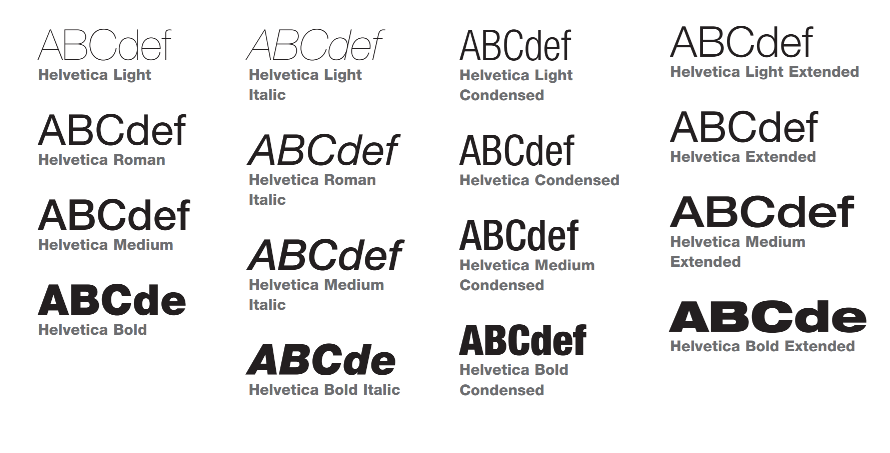 ABCdef
Helvetica Light
ABCdef
Helvetica Roman
ABCdef
Helvetica Medium
ABCde
Helvetica Bold
ABCdef
Helvetica Light
Italic
ABCdef
Helvetica Roman
Italic
ABCdef
Helvetica Medium
Italic
ABCde
Helvetica Bold Italic
ABCdef
Helvetica Light
Condensed
ABCdef
Helvetica Condensed
ABCdef
Helvetica Medium
Condensed
ABCdef
Helvetica Bold
Condensed
ABCdef
Helvetica Light Extended
ABCdef
Helvetica Extended
ABCdef
Helvetica Medium
Extended
ABCde
Helvetica Bold Extended